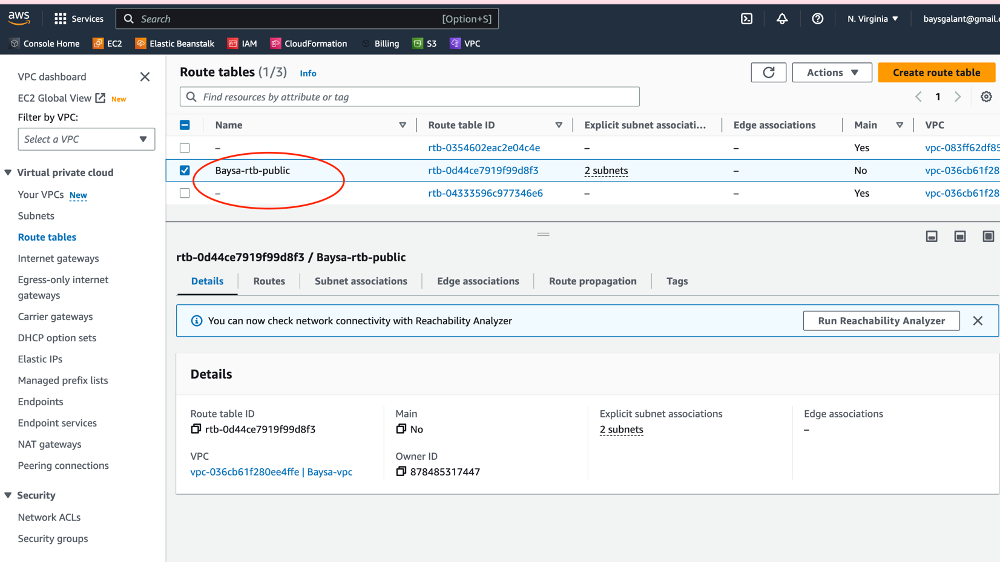 aws Services Search [Option+S] N. Virginia ▼ baysgalant@gmail.c
Console Home EC2 Elastic Beanstalk IAM CloudFormation Billing S3 VPC
VPC dashboard
EC2 Global View New
Filter by VPC:
Select a VPC
Virtual private cloud
Your VPCs New
Subnets
Route tables
Internet gateways
Egress-only internet
gateways
Carrier gateways
DHCP option sets
Elastic IPs
Managed prefix lists
Endpoints
Endpoint services
NAT gateways
Peering connections
Security
Network ACLs
Security groups
Route tables (1/3) Info
Actions ▼ Create route table
Find resources by attribute or tag
1
Name Route table ID Explicit subnet associati... Edge associations Main VPC
– rtb-0354602eac2e04c4e – – Yes vpc-083ff62df85
Baysa-rtb-public rtb-0d44ce7919f99d8f3 2 subnets – No vpc-036cb61f28
– rtb-04333596c977346e6 – – Yes vpc-036cb61f28
rtb-0d44ce7919f99d8f3 / Baysa-rtb-public
Details Routes Subnet associations Edge associations Route propagation Tags
You can now check network connectivity with Reachability Analyzer Run Reachability Analyzer
Details
Route table ID
rtb-0d44ce7919f99d8f3
Main
No
Explicit subnet associations
2 subnets
Edge associations
–
VPC
vpc-036cb61f280ee4ffe | Baysa-vpc
Owner ID
878485317447